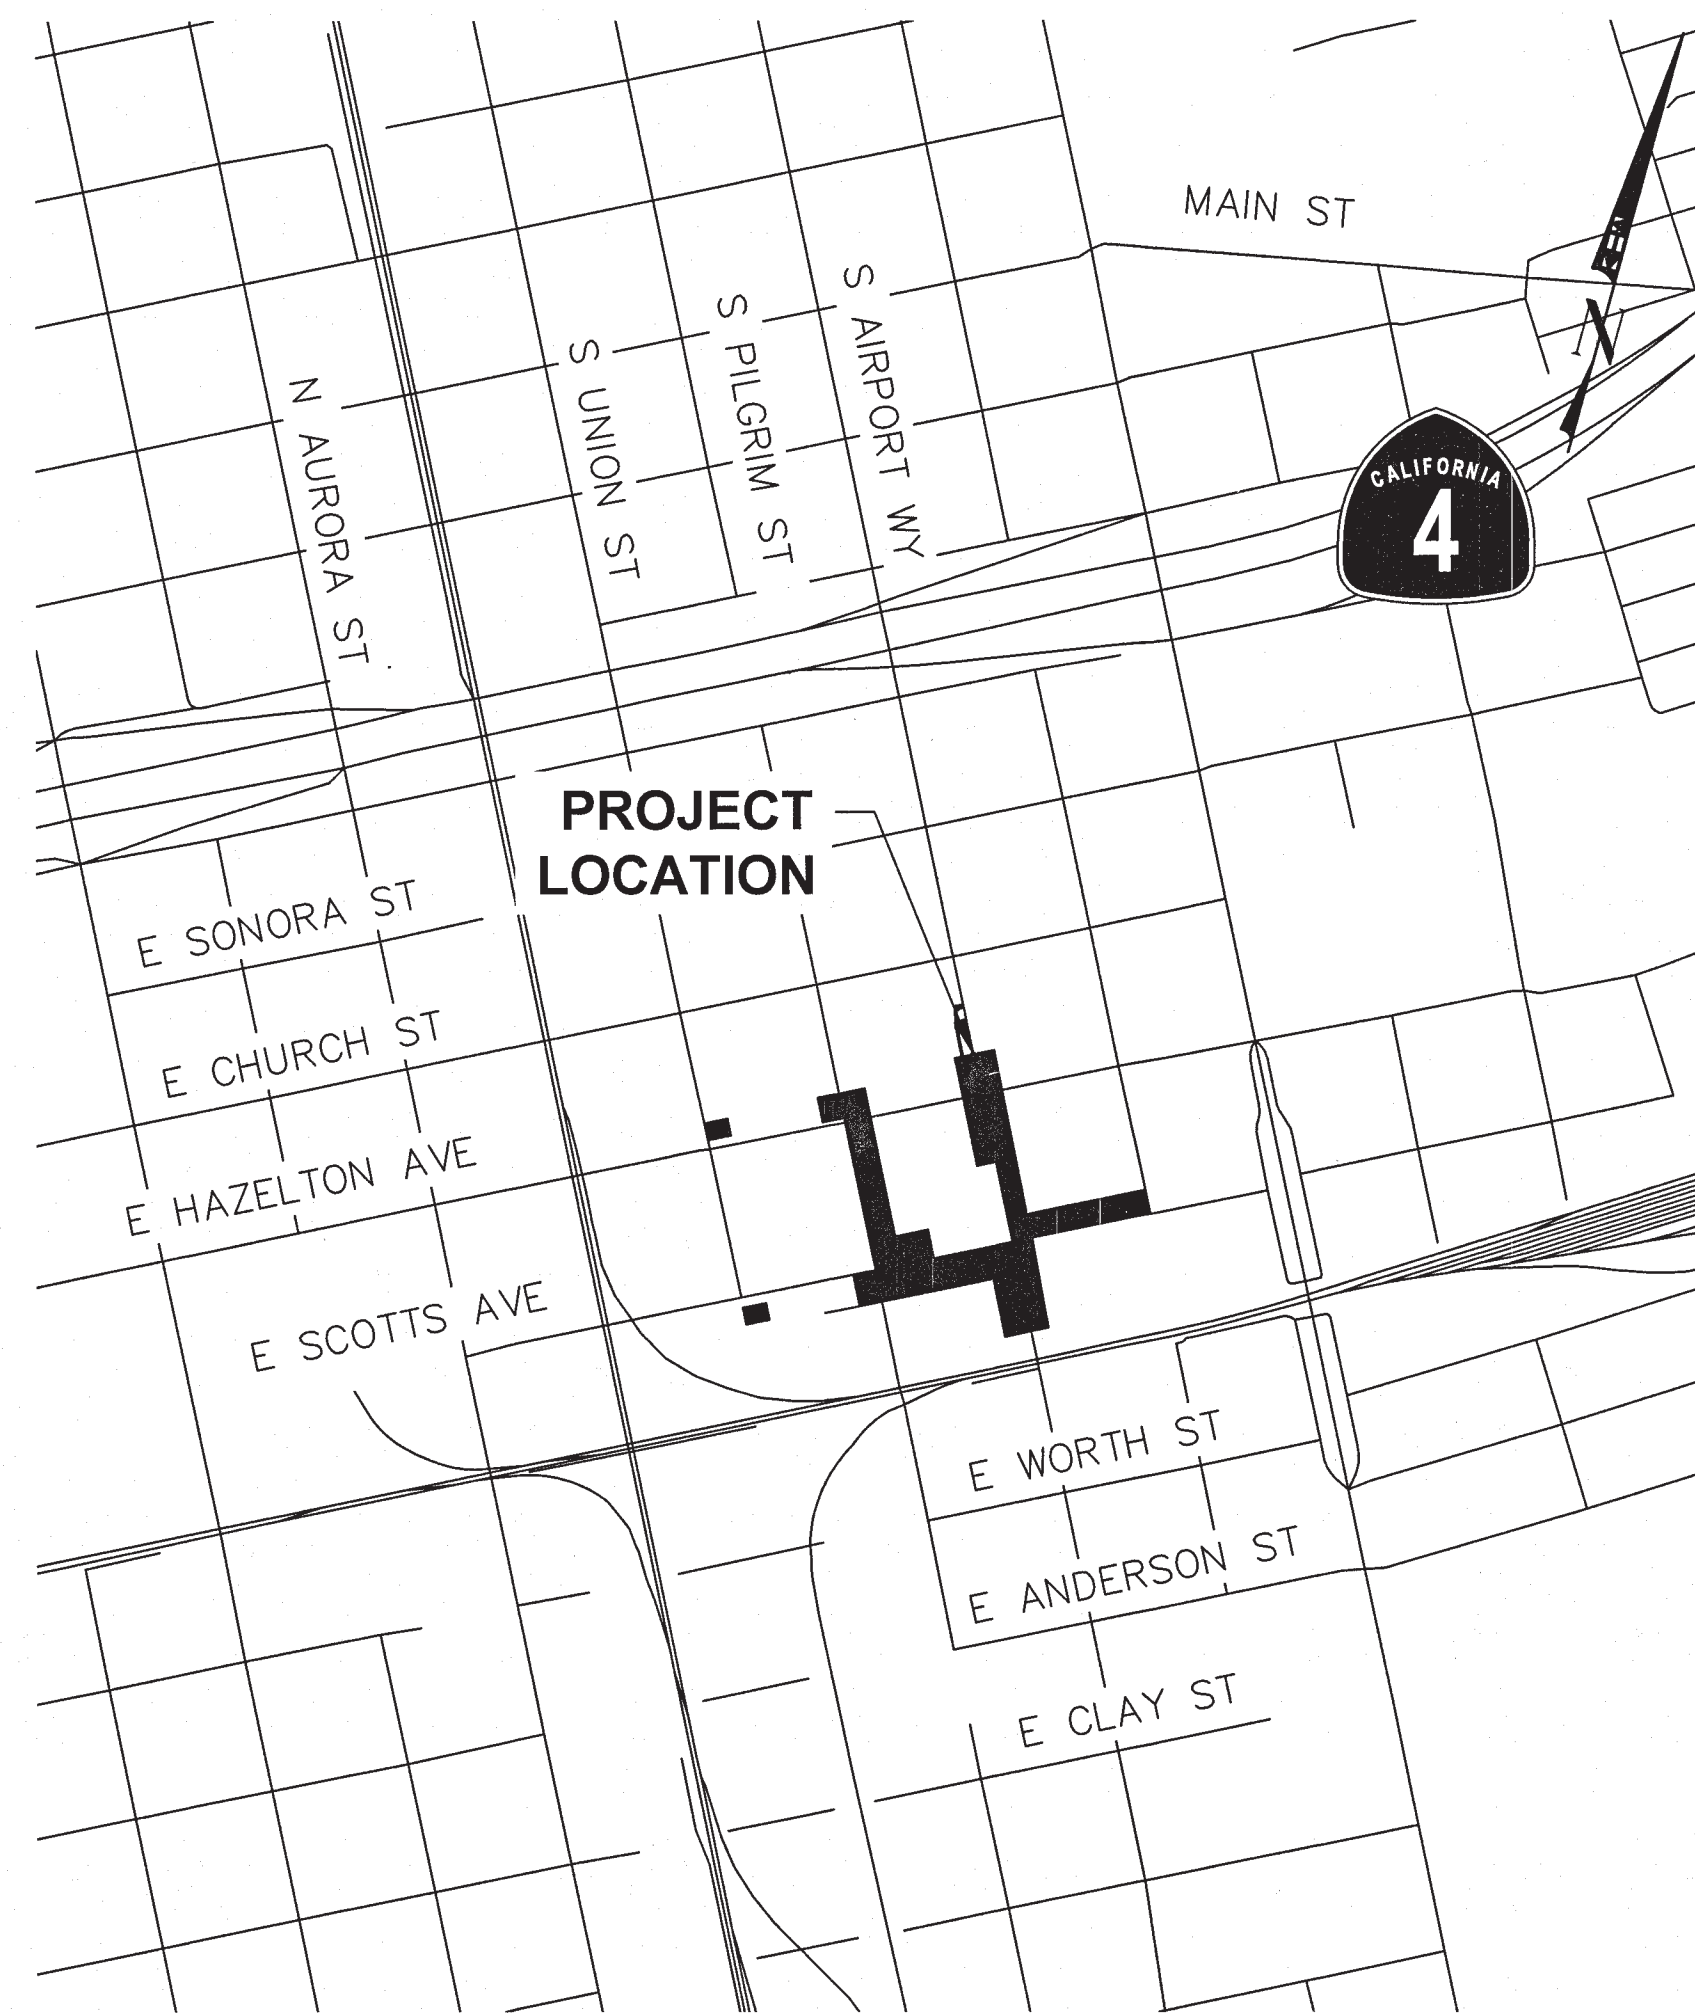 MAIN ST
N AURORA ST
S UNION ST
S PILGRIM ST
S AIRPORT WY
CALIFORNIA
4
N
PROJECT
LOCATION
E SONORA ST
E CHURCH ST
E HAZELTON AVE
E SCOTTS AVE
E WORTH ST
E ANDERSON ST
E CLAY ST